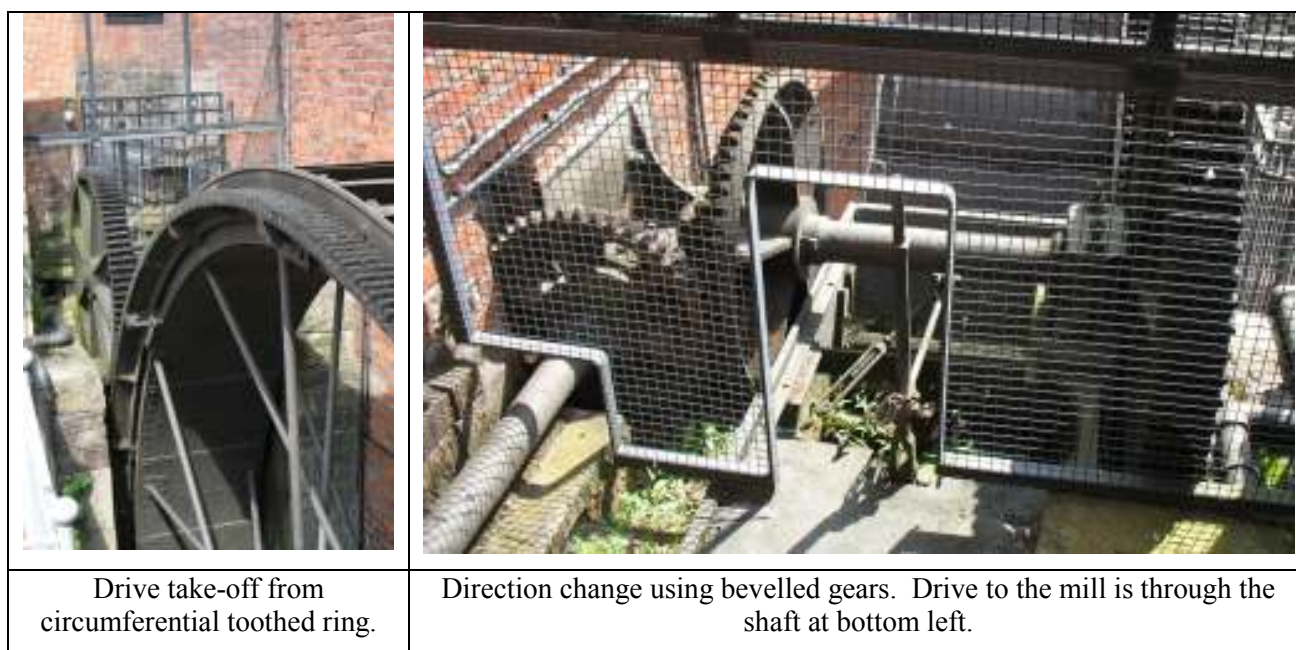 Drive take-off from
circumferential toothed ring.
Direction change using bevelled gears.  Drive to the mill is through the
shaft at bottom left.